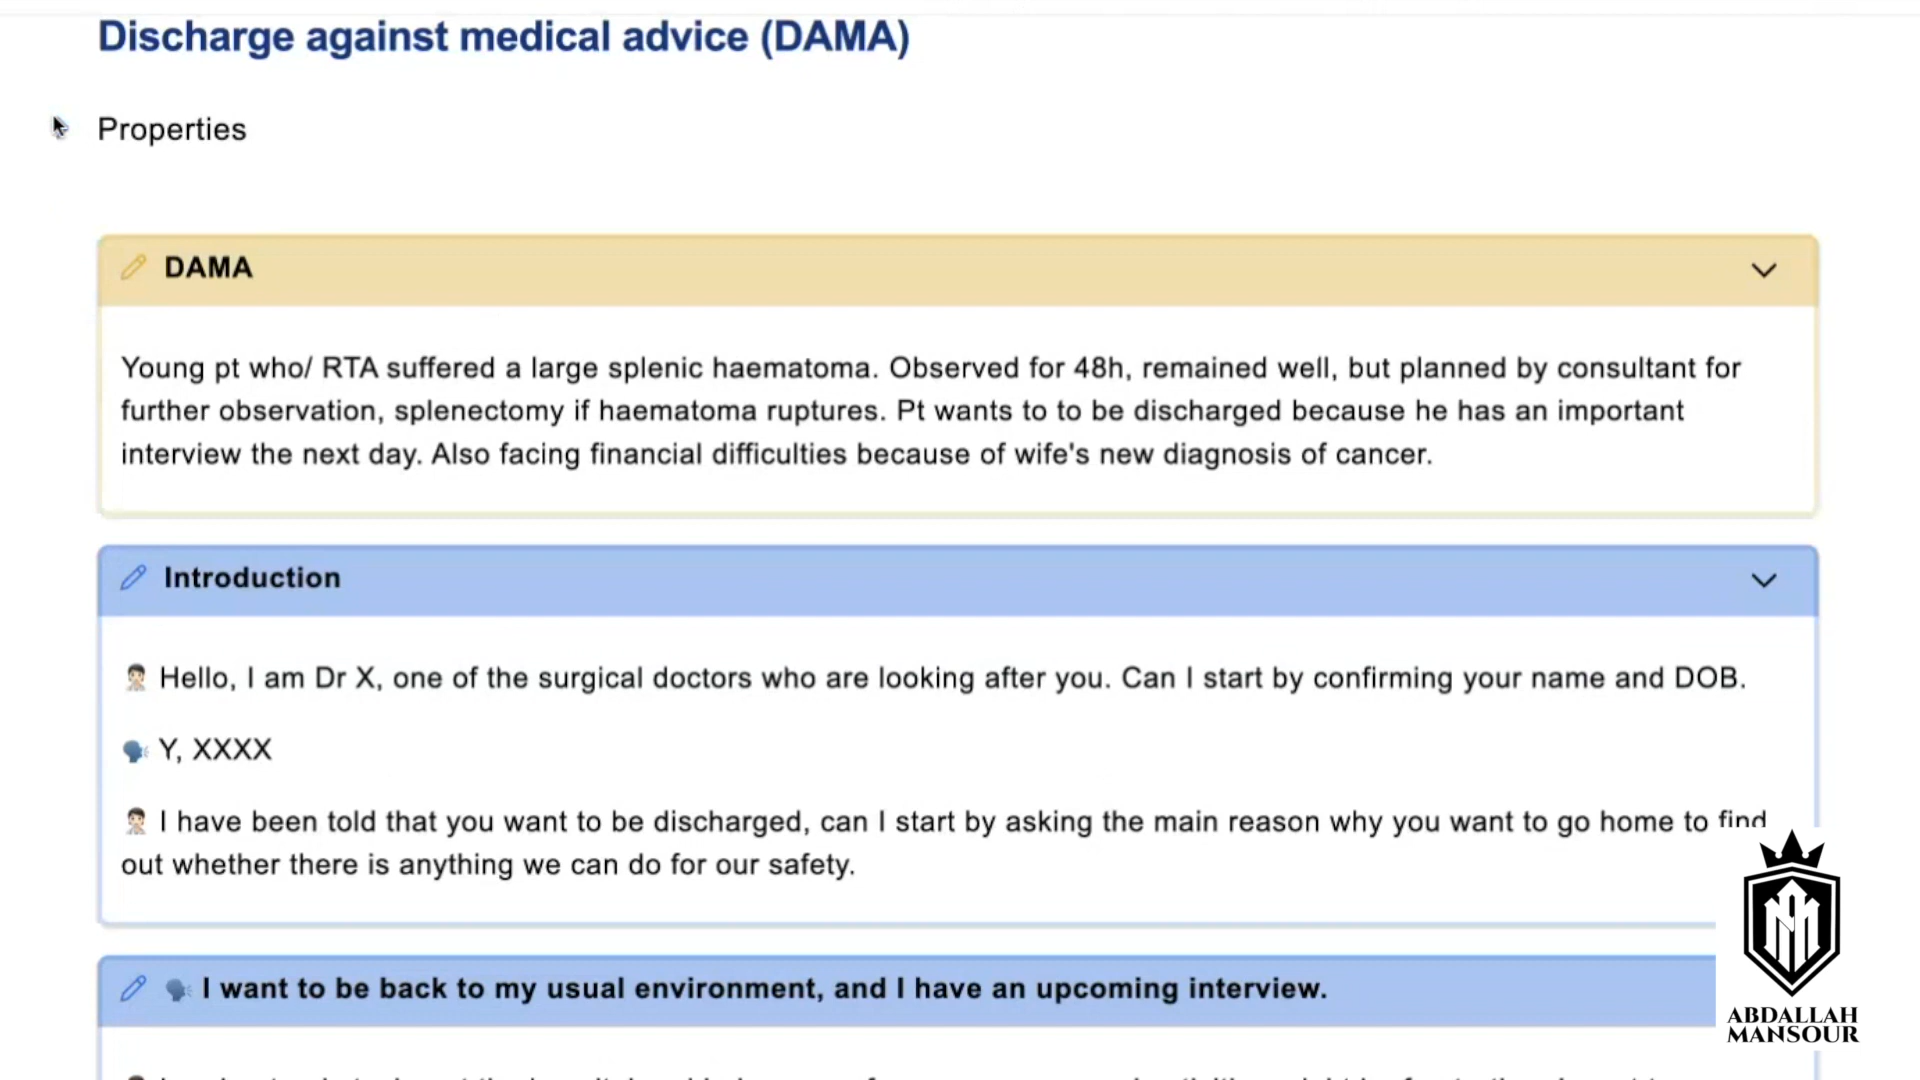 Discharge against medical advice (DAMA)
Properties
DAMA
Young pt who/ RTA suffered a large splenic haematoma. Observed for 48h, remained well, but planned by consultant for
further observation, splenectomy if haematoma ruptures. Pt wants to to be discharged because he has an important
interview the next day. Also facing financial difficulties because of wife's new diagnosis of cancer.
Introduction
Hello, I am Dr X, one of the surgical doctors who are looking after you. Can I start by confirming your name and DOB.
Y, XXXX
I have been told that you want to be discharged, can I start by asking the main reason why you want to go home to find
out whether there is anything we can do for our safety.
I want to be back to my usual environment, and I have an upcoming interview.
ABDALLAH
MANSOUR